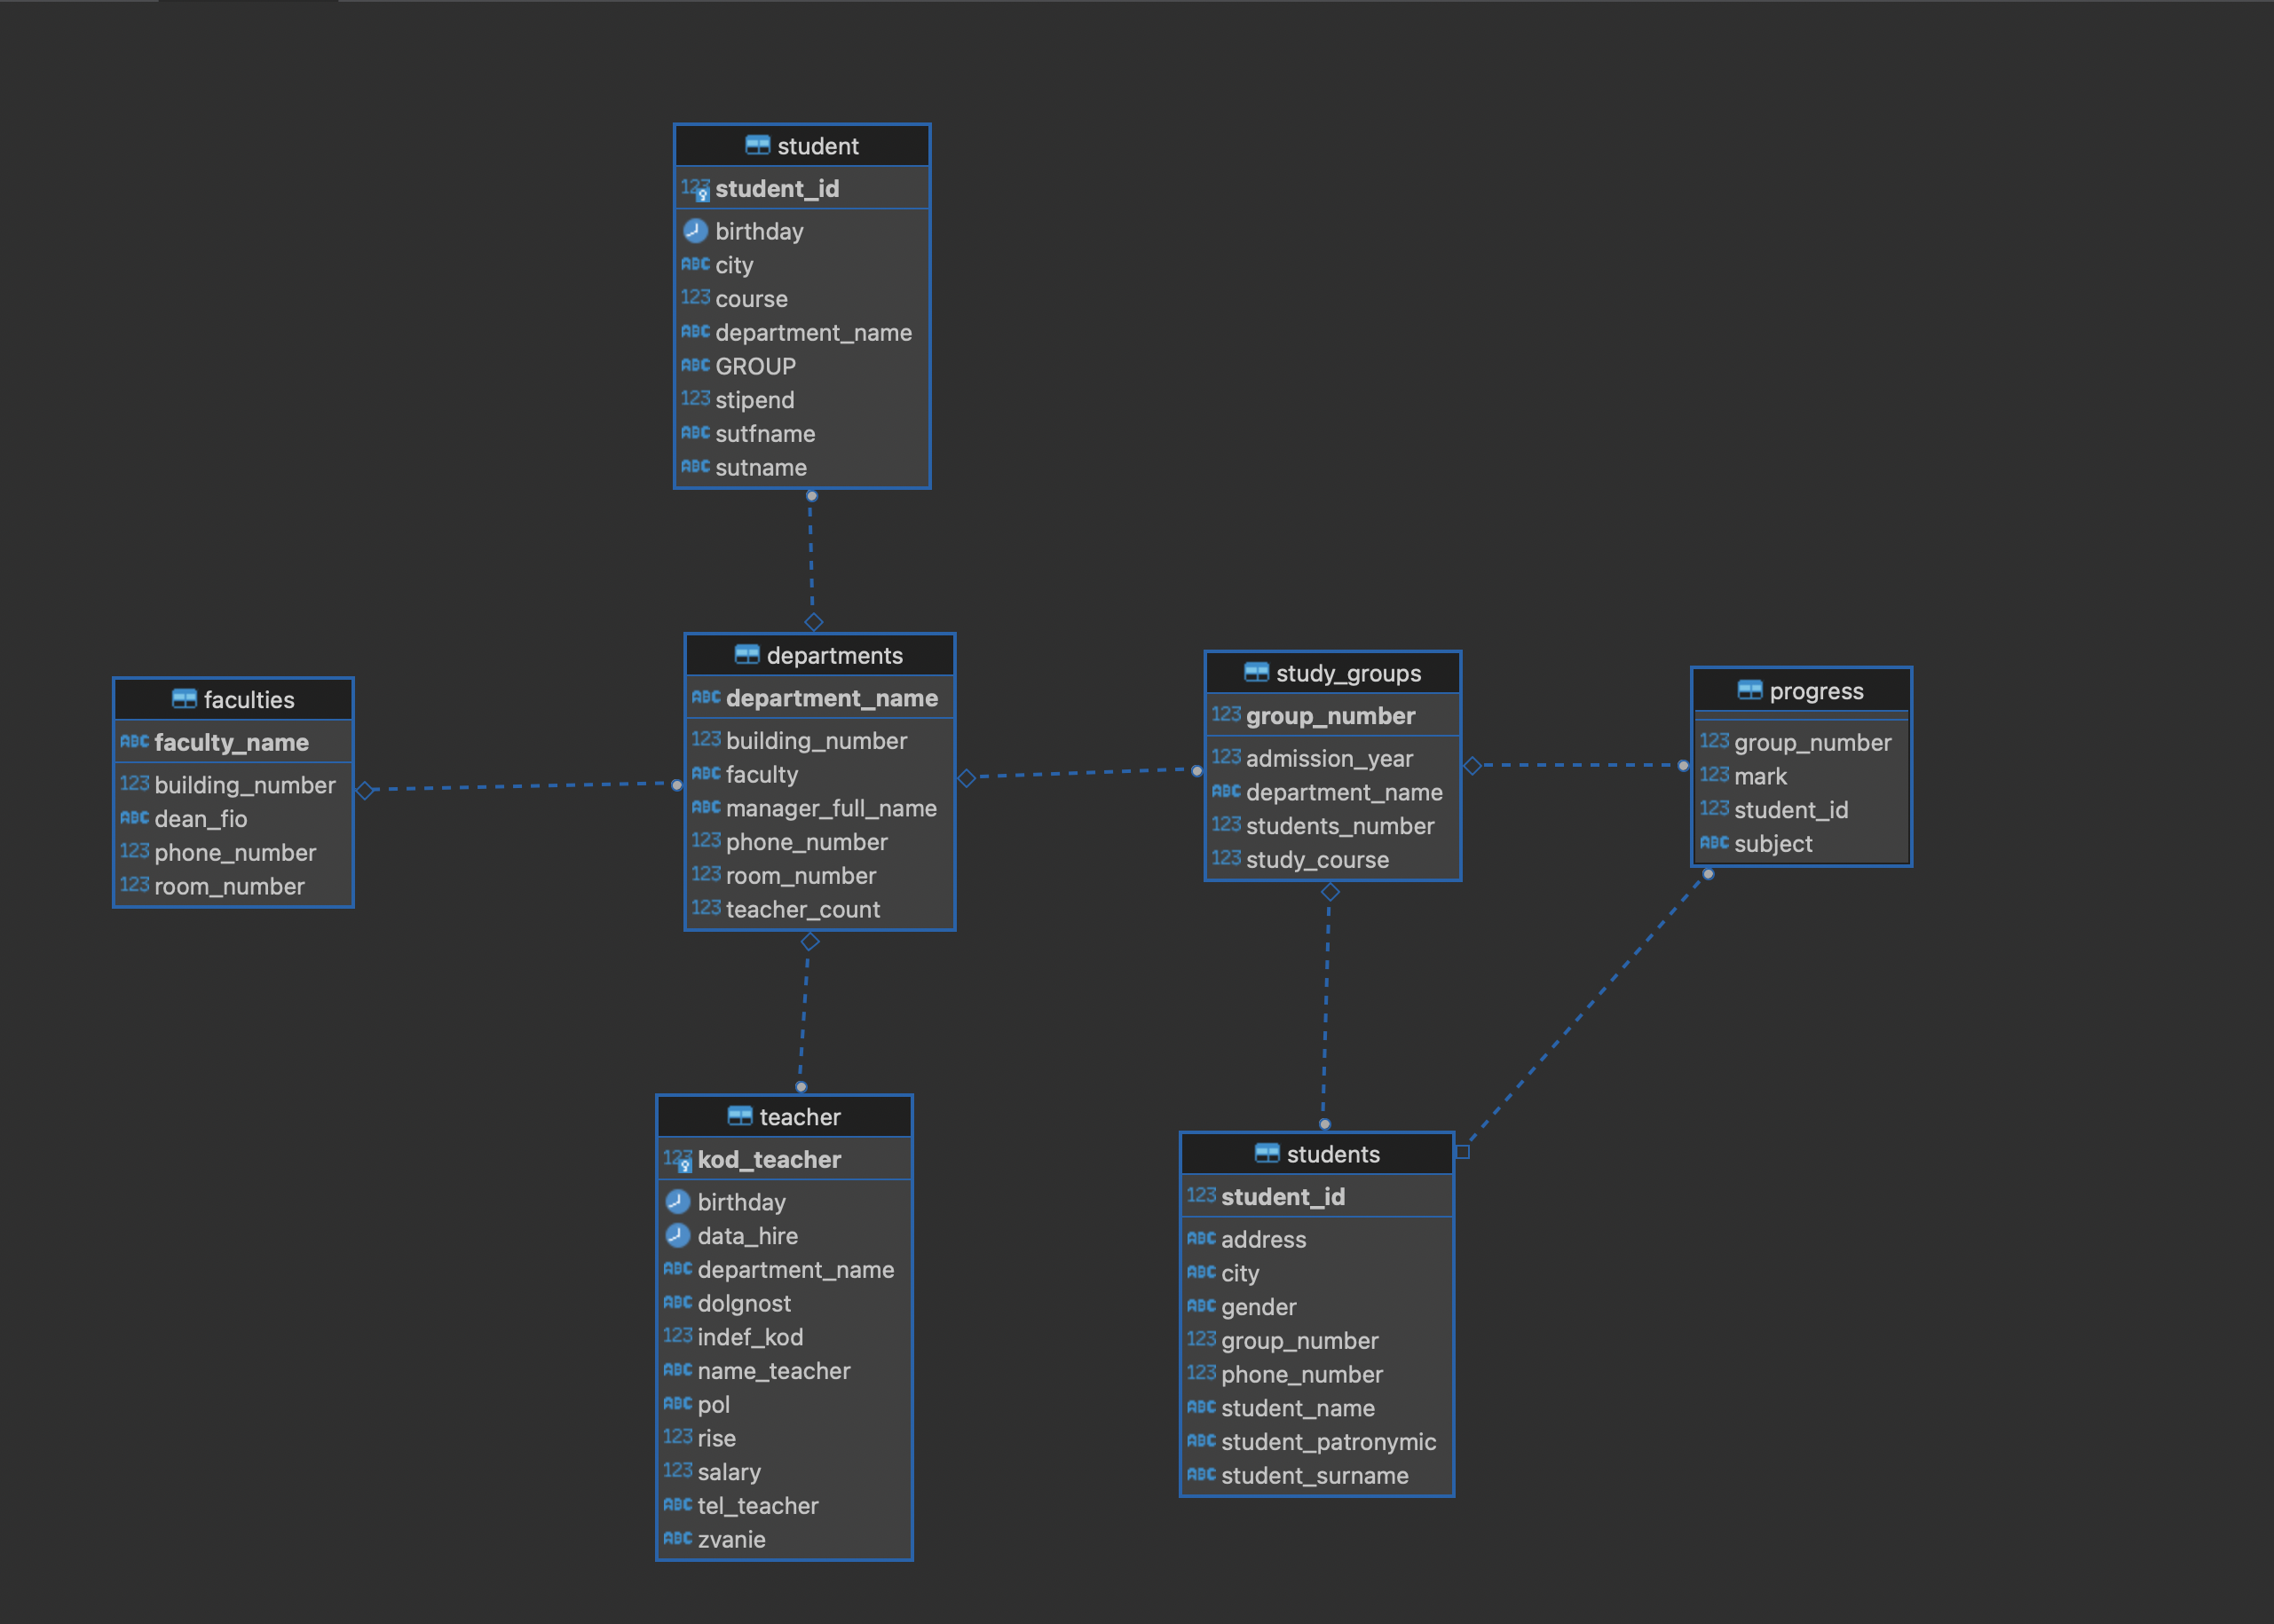 student
123 student_id
birthday
ABC city
123 course
ABC department_name
ABC GROUP
123 stipend
ABC sutfname
ABC sutname
faculties
ABC faculty_name
123 building_number
ABC dean_fio
123 phone_number
123 room_number
departments
ABC department_name
123 building_number
ABC faculty
ABC manager_full_name
123 phone_number
123 room_number
123 teacher_count
study_groups
123 group_number
123 admission_year
ABC department_name
123 students_number
123 study_course
progress
123 group_number
123 mark
123 student_id
ABC subject
teacher
123 kod_teacher
birthday
data_hire
ABC department_name
ABC dolgnost
123 indef_kod
ABC name_teacher
ABC pol
123 rise
123 salary
ABC tel_teacher
ABC zvanie
students
123 student_id
ABC address
ABC city
ABC gender
123 group_number
123 phone_number
ABC student_name
ABC student_patronymic
ABC student_surname